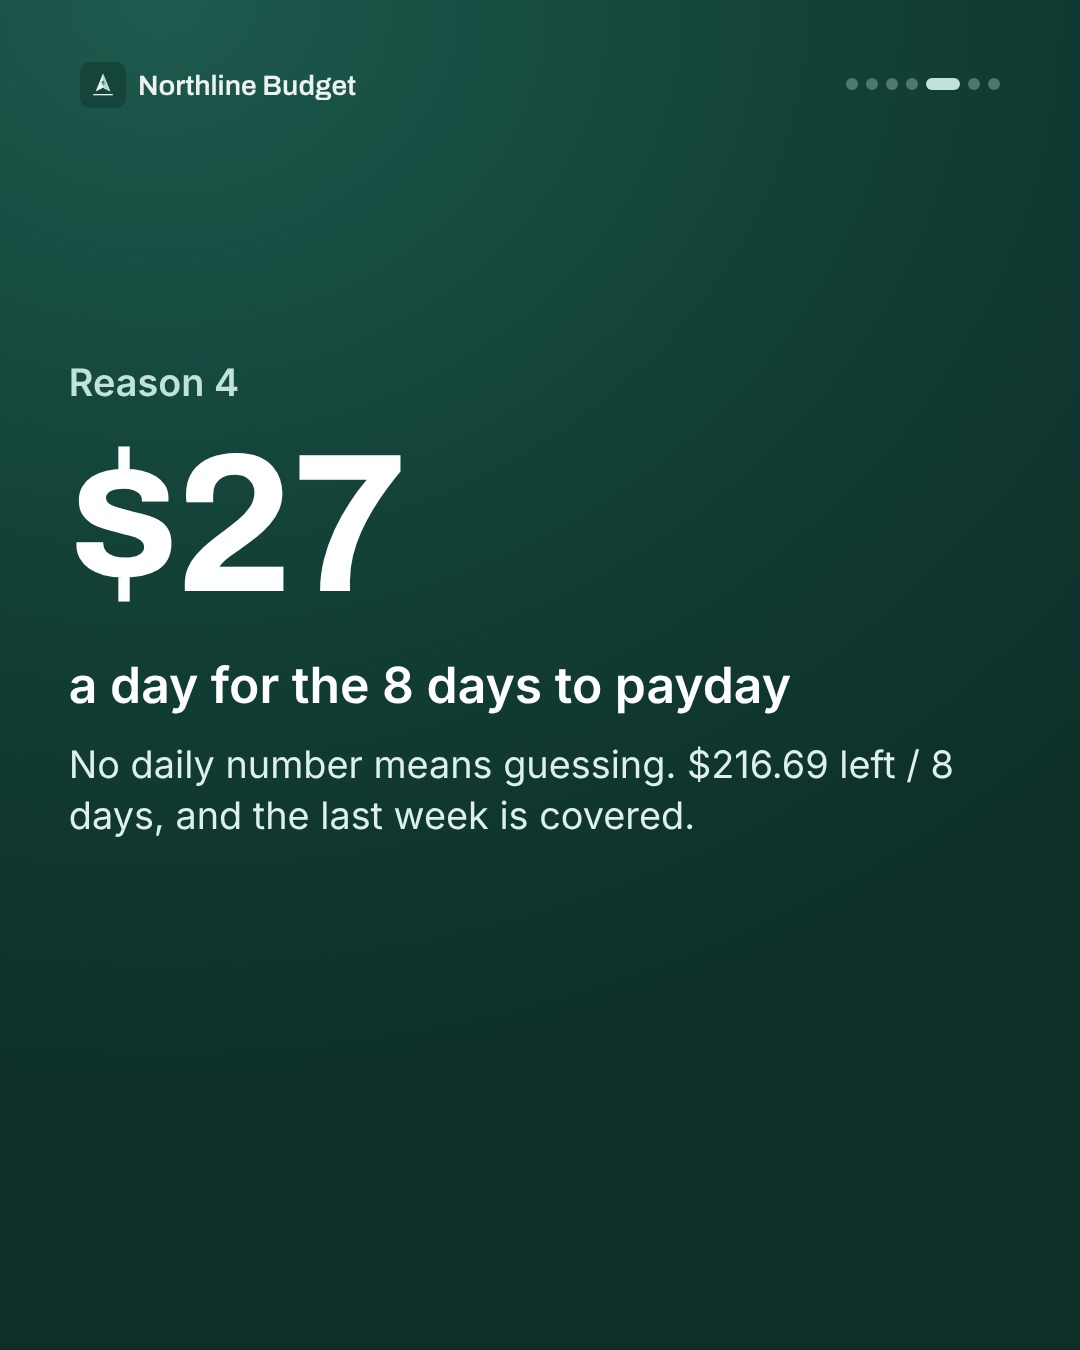 Northline Budget
Reason 4
$27
a day for the 8 days to payday
No daily number means guessing. $216.69 left / 8
days, and the last week is covered.